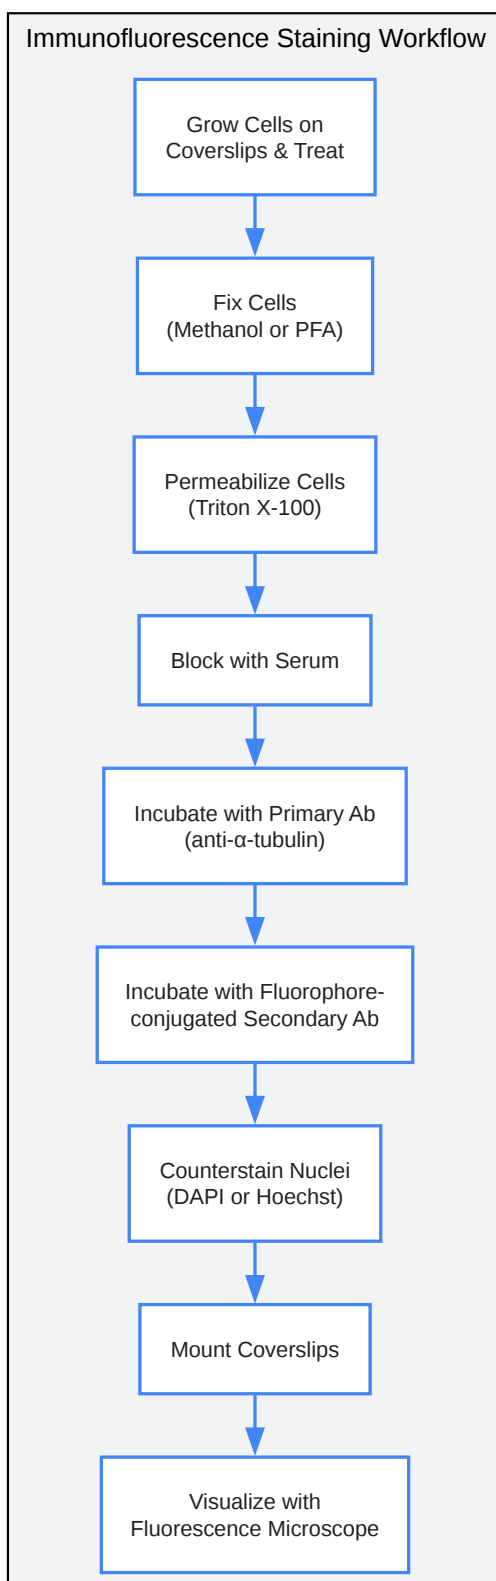 Immunofluorescence Staining Workflow
Grow Cells on
Coverslips & Treat
Fix Cells
(Methanol or PFA)
Permeabilize Cells
(Triton X-100)
Block with Serum
Incubate with Primary Ab
(anti-α-tubulin)
Incubate with Fluorophore-
conjugated Secondary Ab
Counterstain Nuclei
(DAPI or Hoechst)
Mount Coverslips
Visualize with
Fluorescence Microscope